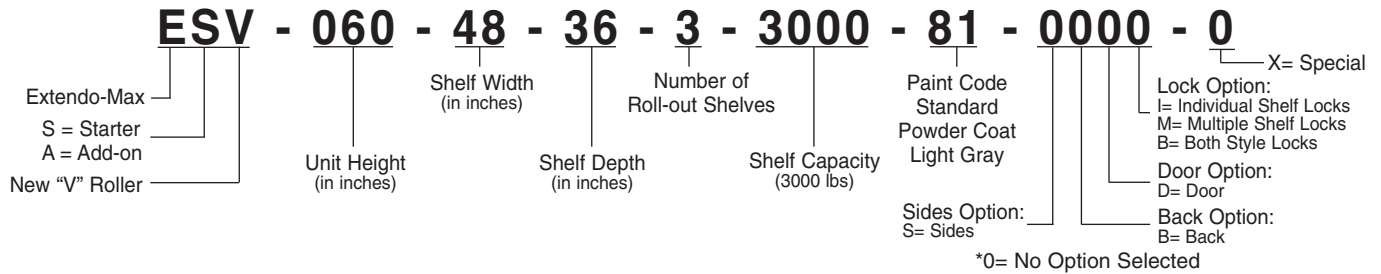 ESV - 060 - 48 - 36 - 3 - 3000 - 81 - 0000 - 0
Extendo-Max
S = Starter
A = Add-on
New “V” Roller
Unit Height
(in inches)
Shelf Width
(in inches)
Shelf Depth
(in inches)
Number of
Roll-out Shelves
Shelf Capacity
(3000 lbs)
Paint Code
Standard
Powder Coat
Light Gray
Sides Option:
S= Sides
X= Special
Lock Option:
I= Individual Shelf Locks
M= Multiple Shelf Locks
B= Both Style Locks
Door Option:
D= Door
Back Option:
B= Back
*0= No Option Selected